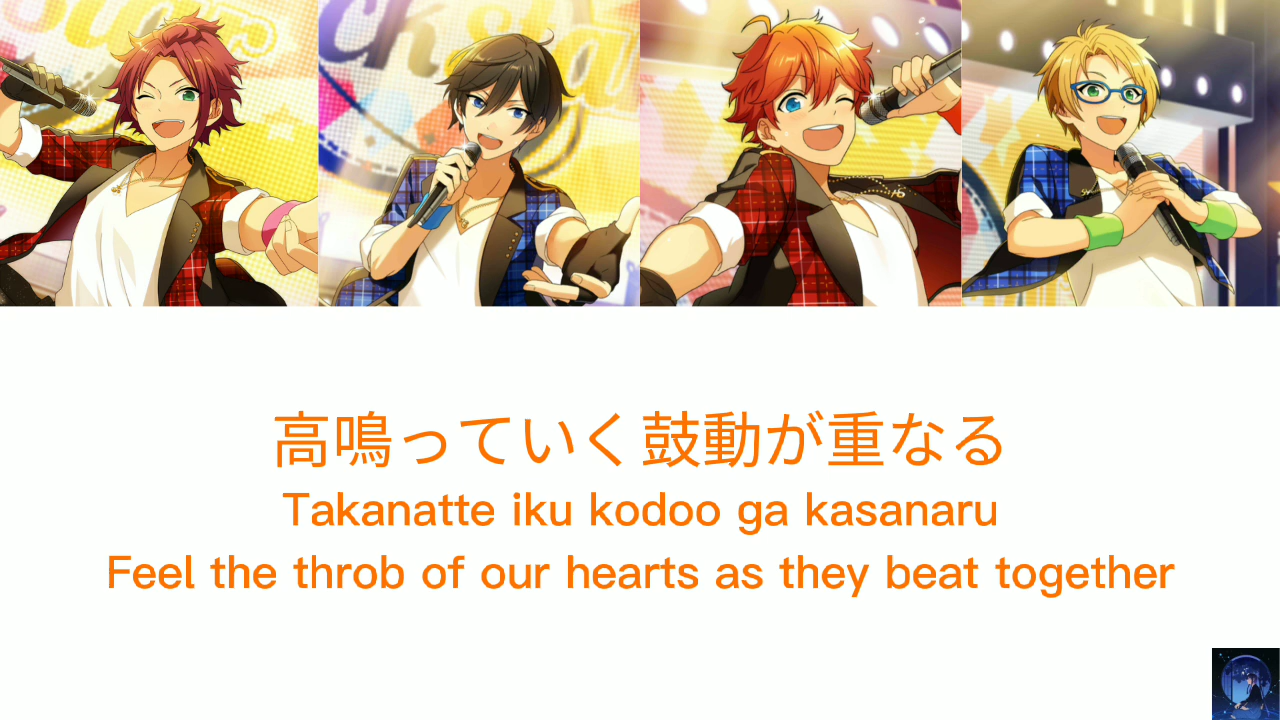 高鳴っていく鼓動が重なる
Takanatte iku kodoo ga kasanaru
Feel the throb of our hearts as they beat together